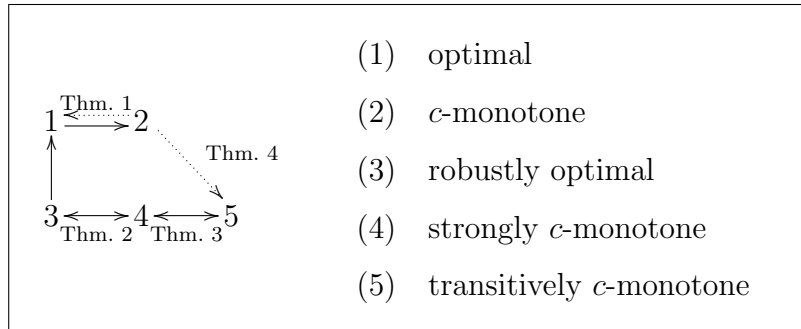 Thm. 1
1 2
Thm. 4
3 4 5
Thm. 2 Thm. 3
(1) optimal
(2) c-monotone
(3) robustly optimal
(4) strongly c-monotone
(5) transitively c-monotone